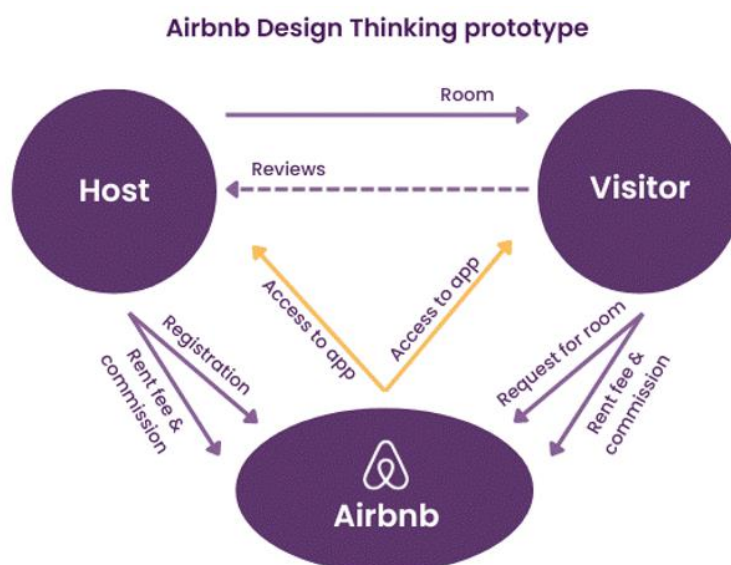 Airbnb Design Thinking prototype
Room
Host
Reviews
Visitor
Access to app
Access to app
Registration
Rent fee &
commission
Request for room
Rent fee &
commission
Airbnb